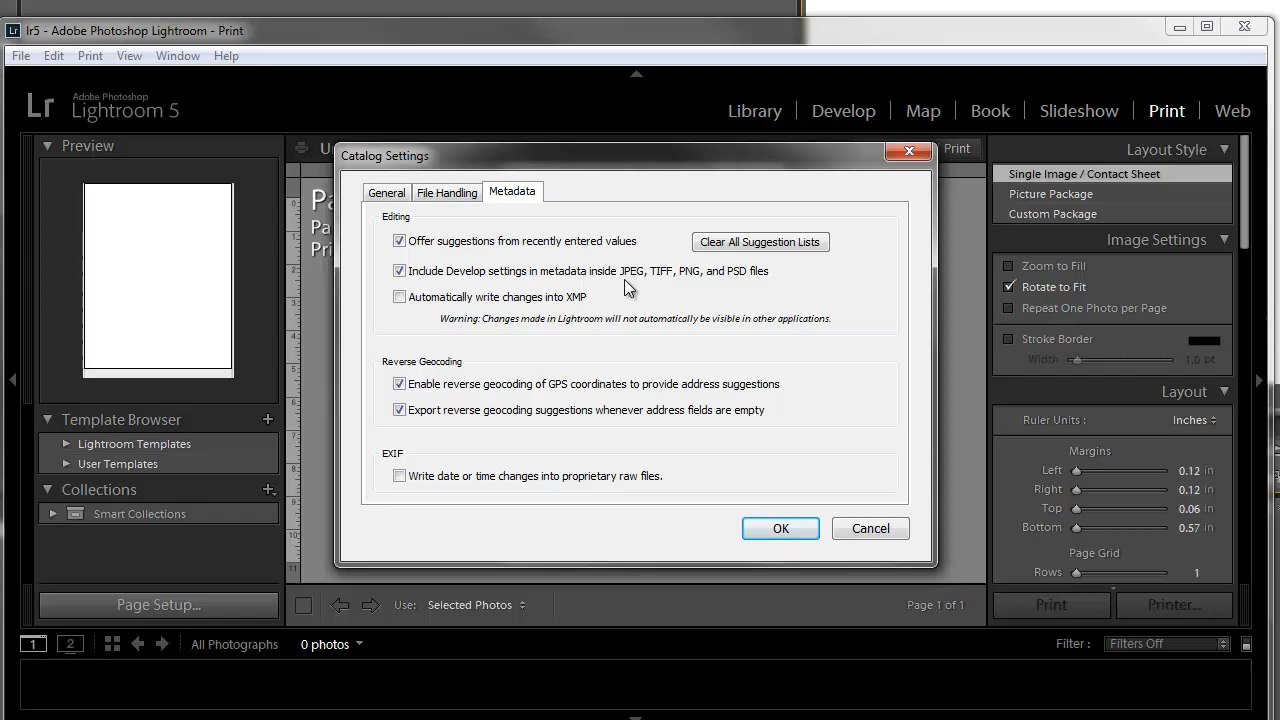 lr5 - Adobe Photoshop Lightroom - Print
File Edit Print View Window Help
Lr Adobe Photoshop
Lightroom 5
Library Develop Map Book Slideshow Print Web
Preview
Template Browser +
Lightroom Templates
User Templates
Collections +
Smart Collections
Page Setup...
Print
Catalog Settings
General File Handling Metadata
Editing
Offer suggestions from recently entered values
Clear All Suggestion Lists
Include Develop settings in metadata inside JPEG, TIFF, PNG, and PSD files
Automatically write changes into XMP
Warning: Changes made in Lightroom will not automatically be visible in other applications.
Reverse Geocoding
Enable reverse geocoding of GPS coordinates to provide address suggestions
Export reverse geocoding suggestions whenever address fields are empty
EXIF
Write date or time changes into proprietary raw files.
OK Cancel
Use: Selected Photos
Page 1 of 1
Layout Style
Single Image / Contact Sheet
Picture Package
Custom Package
Image Settings
Zoom to Fill
Rotate to Fit
Repeat One Photo per Page
Stroke Border
Width 1.0 pt
Layout
Ruler Units: Inches
Margins
Left 0.12 in
Right 0.12 in
Top 0.06 in
Bottom 0.57 in
Page Grid
Rows 1
Print Printer...
1 2 All Photographs 0 photos Filter : Filters Off